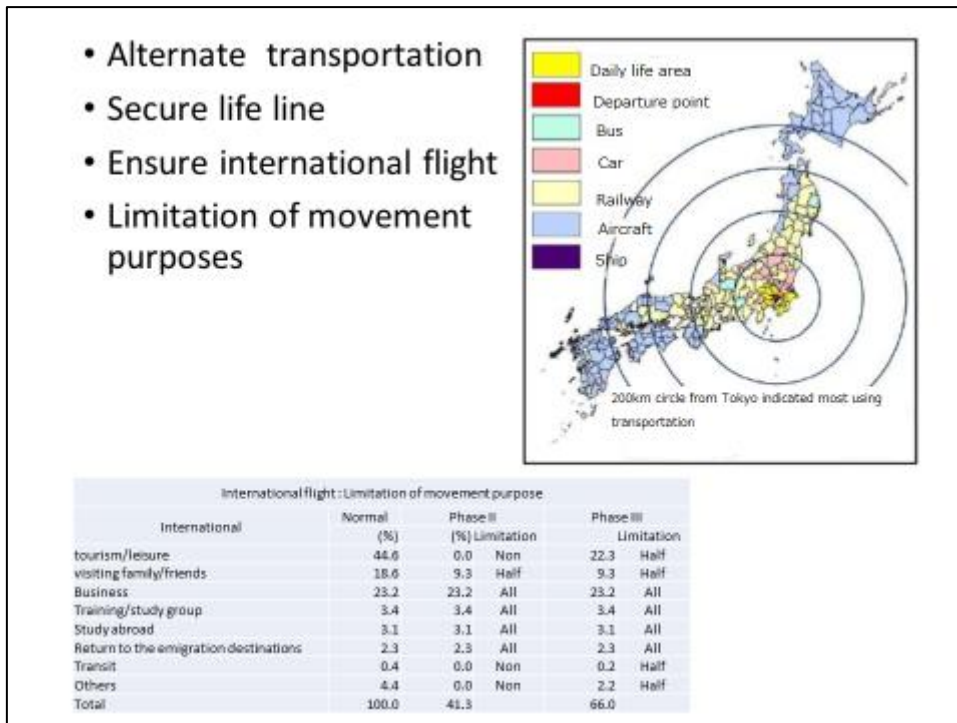 • Alternate transportation
• Secure life line
• Ensure international flight
• Limitation of movement
purposes
Daily life area
Departure point
Bus
Car
Railway
Aircraft
Ship
200km circle from Tokyo indicated most using
transportation
International flight : Limitation of movement purpose
International Normal Phase II Phase III
(%) (%) Limitation Limitation
tourism/leisure 44.6 0.0 Non 22.3 Half
visiting family/friends 18.6 9.3 Half 9.3 Half
Business 23.2 23.2 All 23.2 All
Training/study group 3.4 3.4 All 3.4 All
Study abroad 3.1 3.1 All 3.1 All
Return to the emigration destinations 2.3 2.3 All 2.3 All
Transit 0.4 0.0 Non 0.2 Half
Others 4.4 0.0 Non 2.2 Half
Total 100.0 41.3 66.0